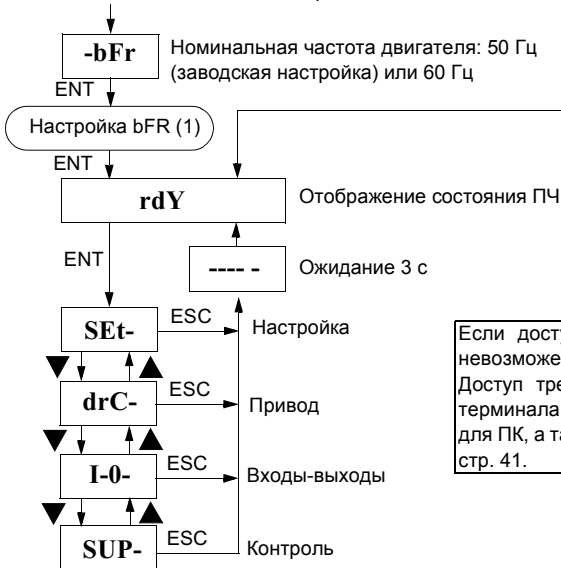 -bFr
Номинальная частота двигателя: 50 Гц
(заводская настройка) или 60 Гц
ENT
Настройка bFR (1)
ENT
rdY
Отображение состояния ПЧ
ENT
---- -
Ожидание 3 с
SEt-
ESC
Настройка
drC-
ESC
Привод
I-0-
ESC
Входы-выходы
SUP-
ESC
Контроль
Если
невозможе
Доступ
терминала
для ПК, а
стр. 41.